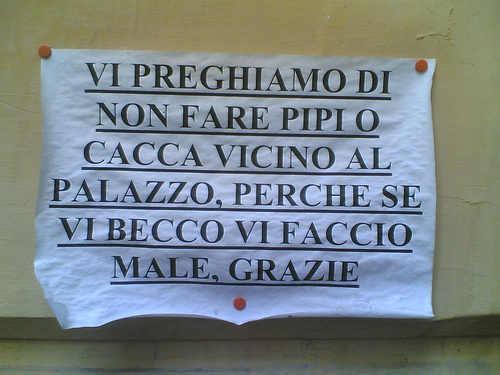 VI PREGHIAMO DI
NON FARE PIPI O
CACCA VICINO AL
PALAZZO, PERCHE SE
VI BECCO VI FACCIO
MALE, GRAZIE